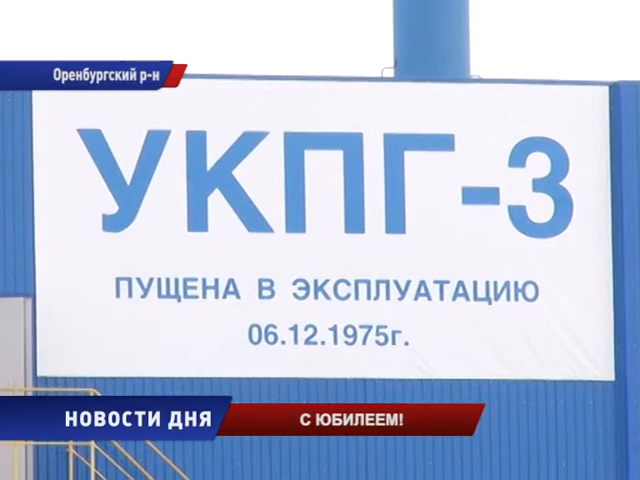 Оренбургский р-н
УКПГ-3
ПУЩЕНА В ЭКСПЛУАТАЦИЮ
06.12.1975г.
НОВОСТИ ДНЯ
С ЮБИЛЕЕМ!